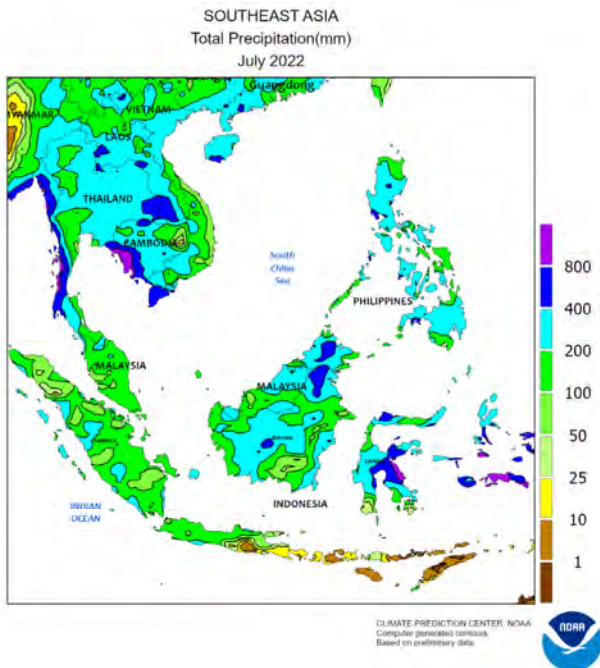 SOUTHEAST ASIA
Total Precipitation(mm)
July 2022
Guangdong
MYANMAR
VIETNAM
LAOS
THAILAND
CAMBODIA
South
China
Sea
PHILIPPINES
MALAYSIA
MALAYSIA
INDIAN
OCEAN
INDONESIA
800
400
200
100
50
25
10
1
CLIMATE PREDICTION CENTER, NOAA
Computer generated contours
Based on preliminary data
NOAA